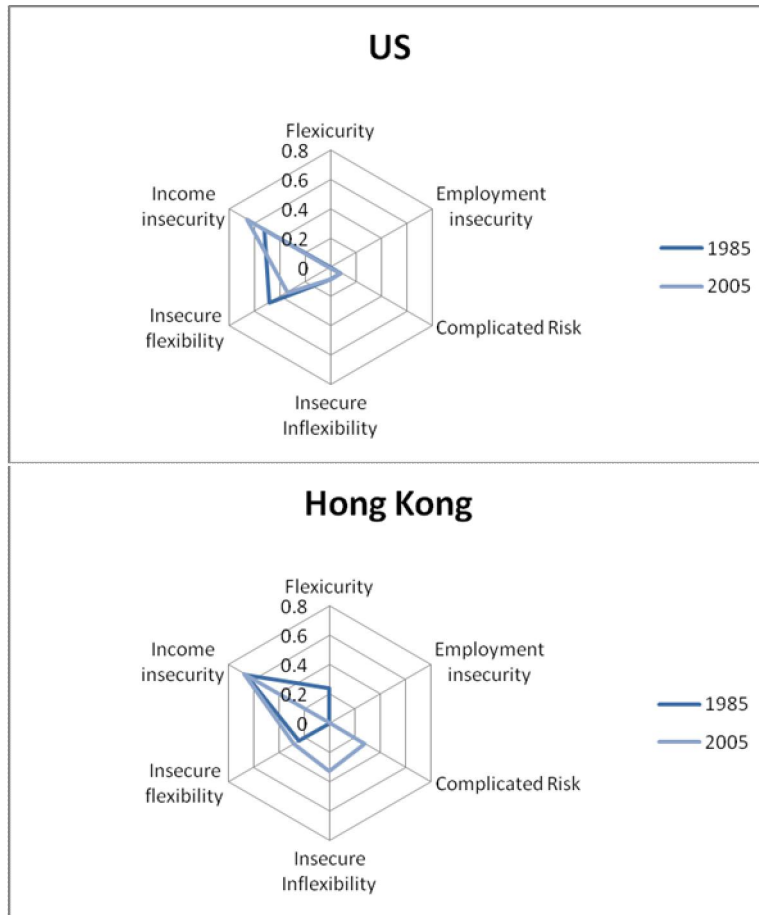 US
Flexicurity
0.8
0.6
0.4
0.2
0
Income
insecurity
Employment
insecurity
Insecure
flexibility
Complicated Risk
Insecure
Inflexibility
1985
2005
Hong Kong
Flexicurity
0.8
0.6
0.4
0.2
0
Income
insecurity
Employment
insecurity
Insecure
flexibility
Complicated Risk
Insecure
Inflexibility
1985
2005